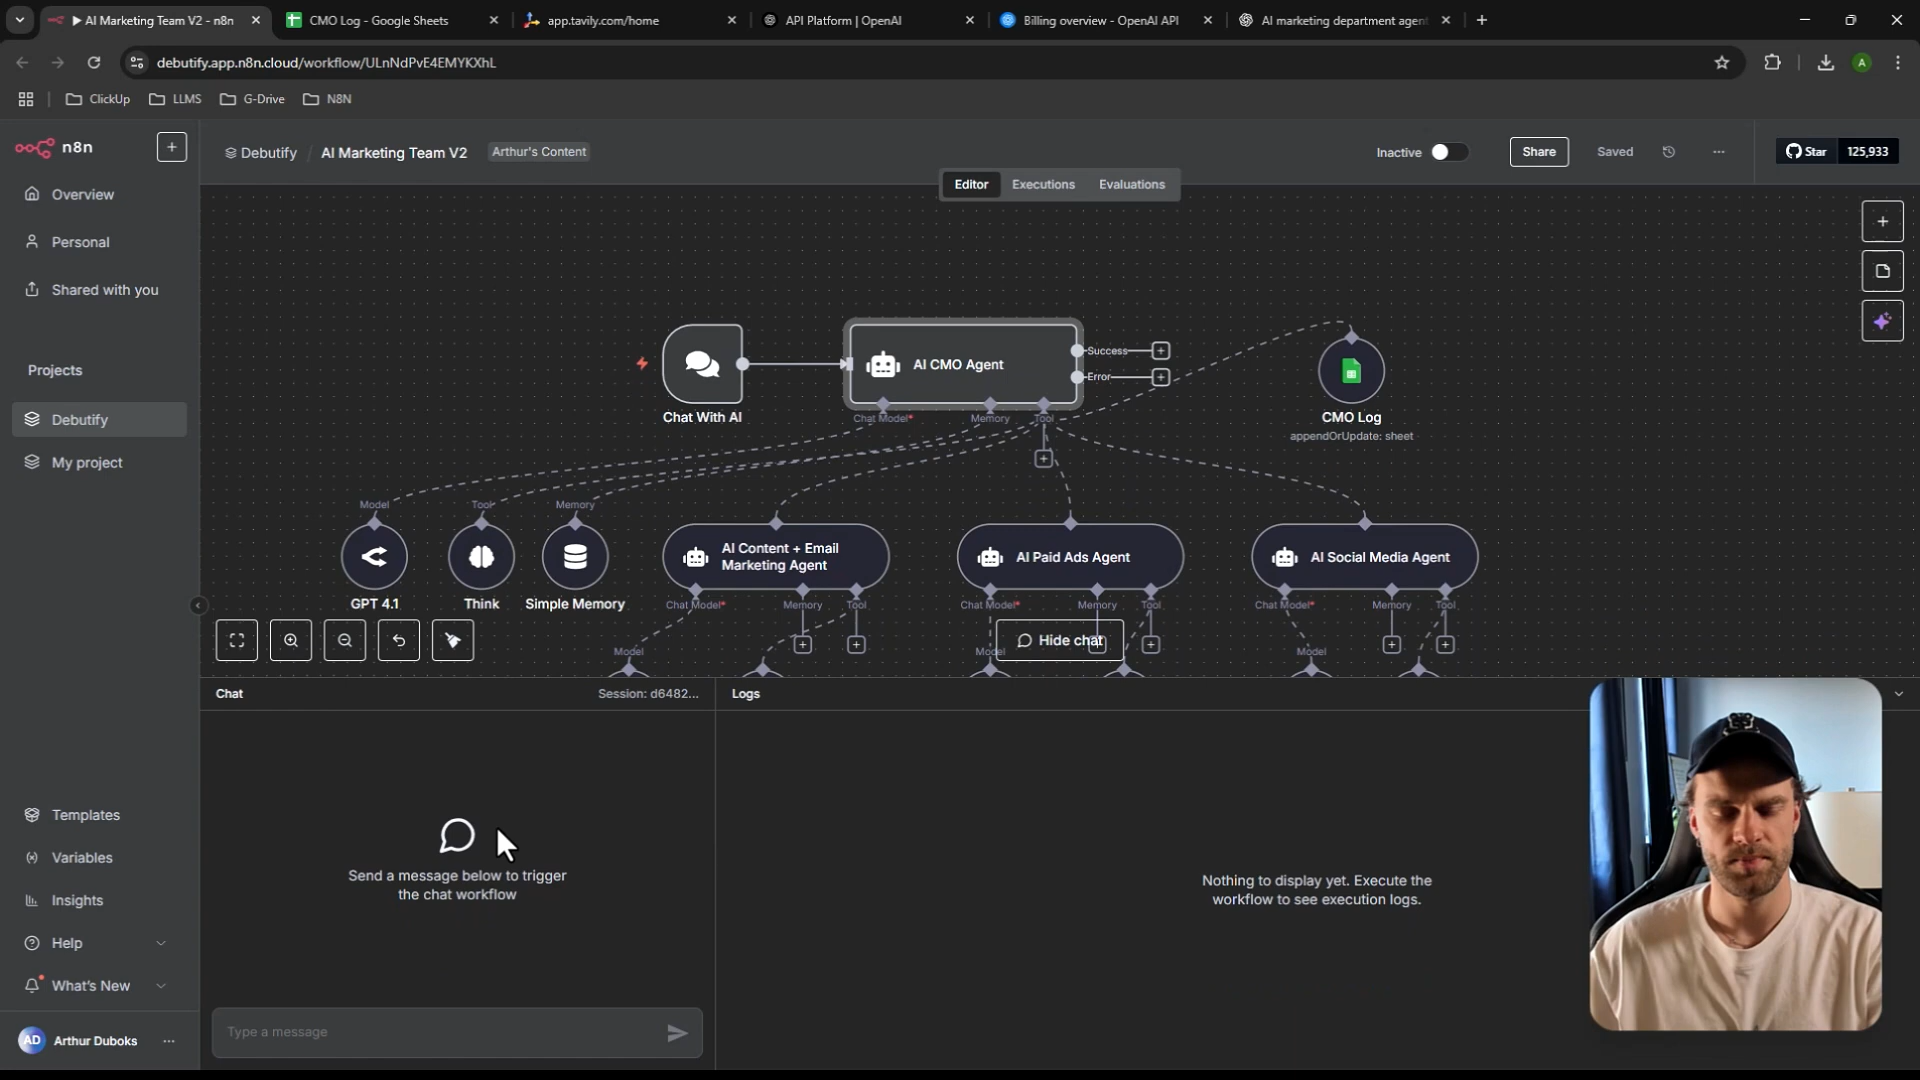 AI Marketing Team V2 - n8n
CMO Log - Google Sheets
app.tavily.com/home
API Platform | OpenAI
Billing overview - OpenAI API
AI marketing department agen
debutify.app.n8n.cloud/workflow/ULnNdPvE4EMYKXhL
A
ClickUp
LLMS
G-Drive
N8N
n8n
Debutify / AI Marketing Team V2
Arthur's Content
Inactive
Share
Saved
Star
125,933
Editor
Executions
Evaluations
Overview
Personal
Shared with you
Projects
Debutify
My project
Chat With AI
AI CMO Agent
Success
Error
Chat Model*
Memory
Tool
CMO Log
appendOrUpdate: sheet
Model
Tool
Memory
GPT 4.1
Think
Simple Memory
AI Content + Email
Marketing Agent
AI Paid Ads Agent
AI Social Media Agent
Chat Model*
Memory
Tool
Chat Model*
Memory
Tool
Chat Model*
Memory
Tool
Hide chat
Model
Model
Model
Chat
Session: d6482...
Logs
Send a message below to trigger
the chat workflow
Nothing to display yet. Execute the
workflow to see execution logs.
Templates
Variables
Insights
Help
What's New
AD
Arthur Duboks
Type a message